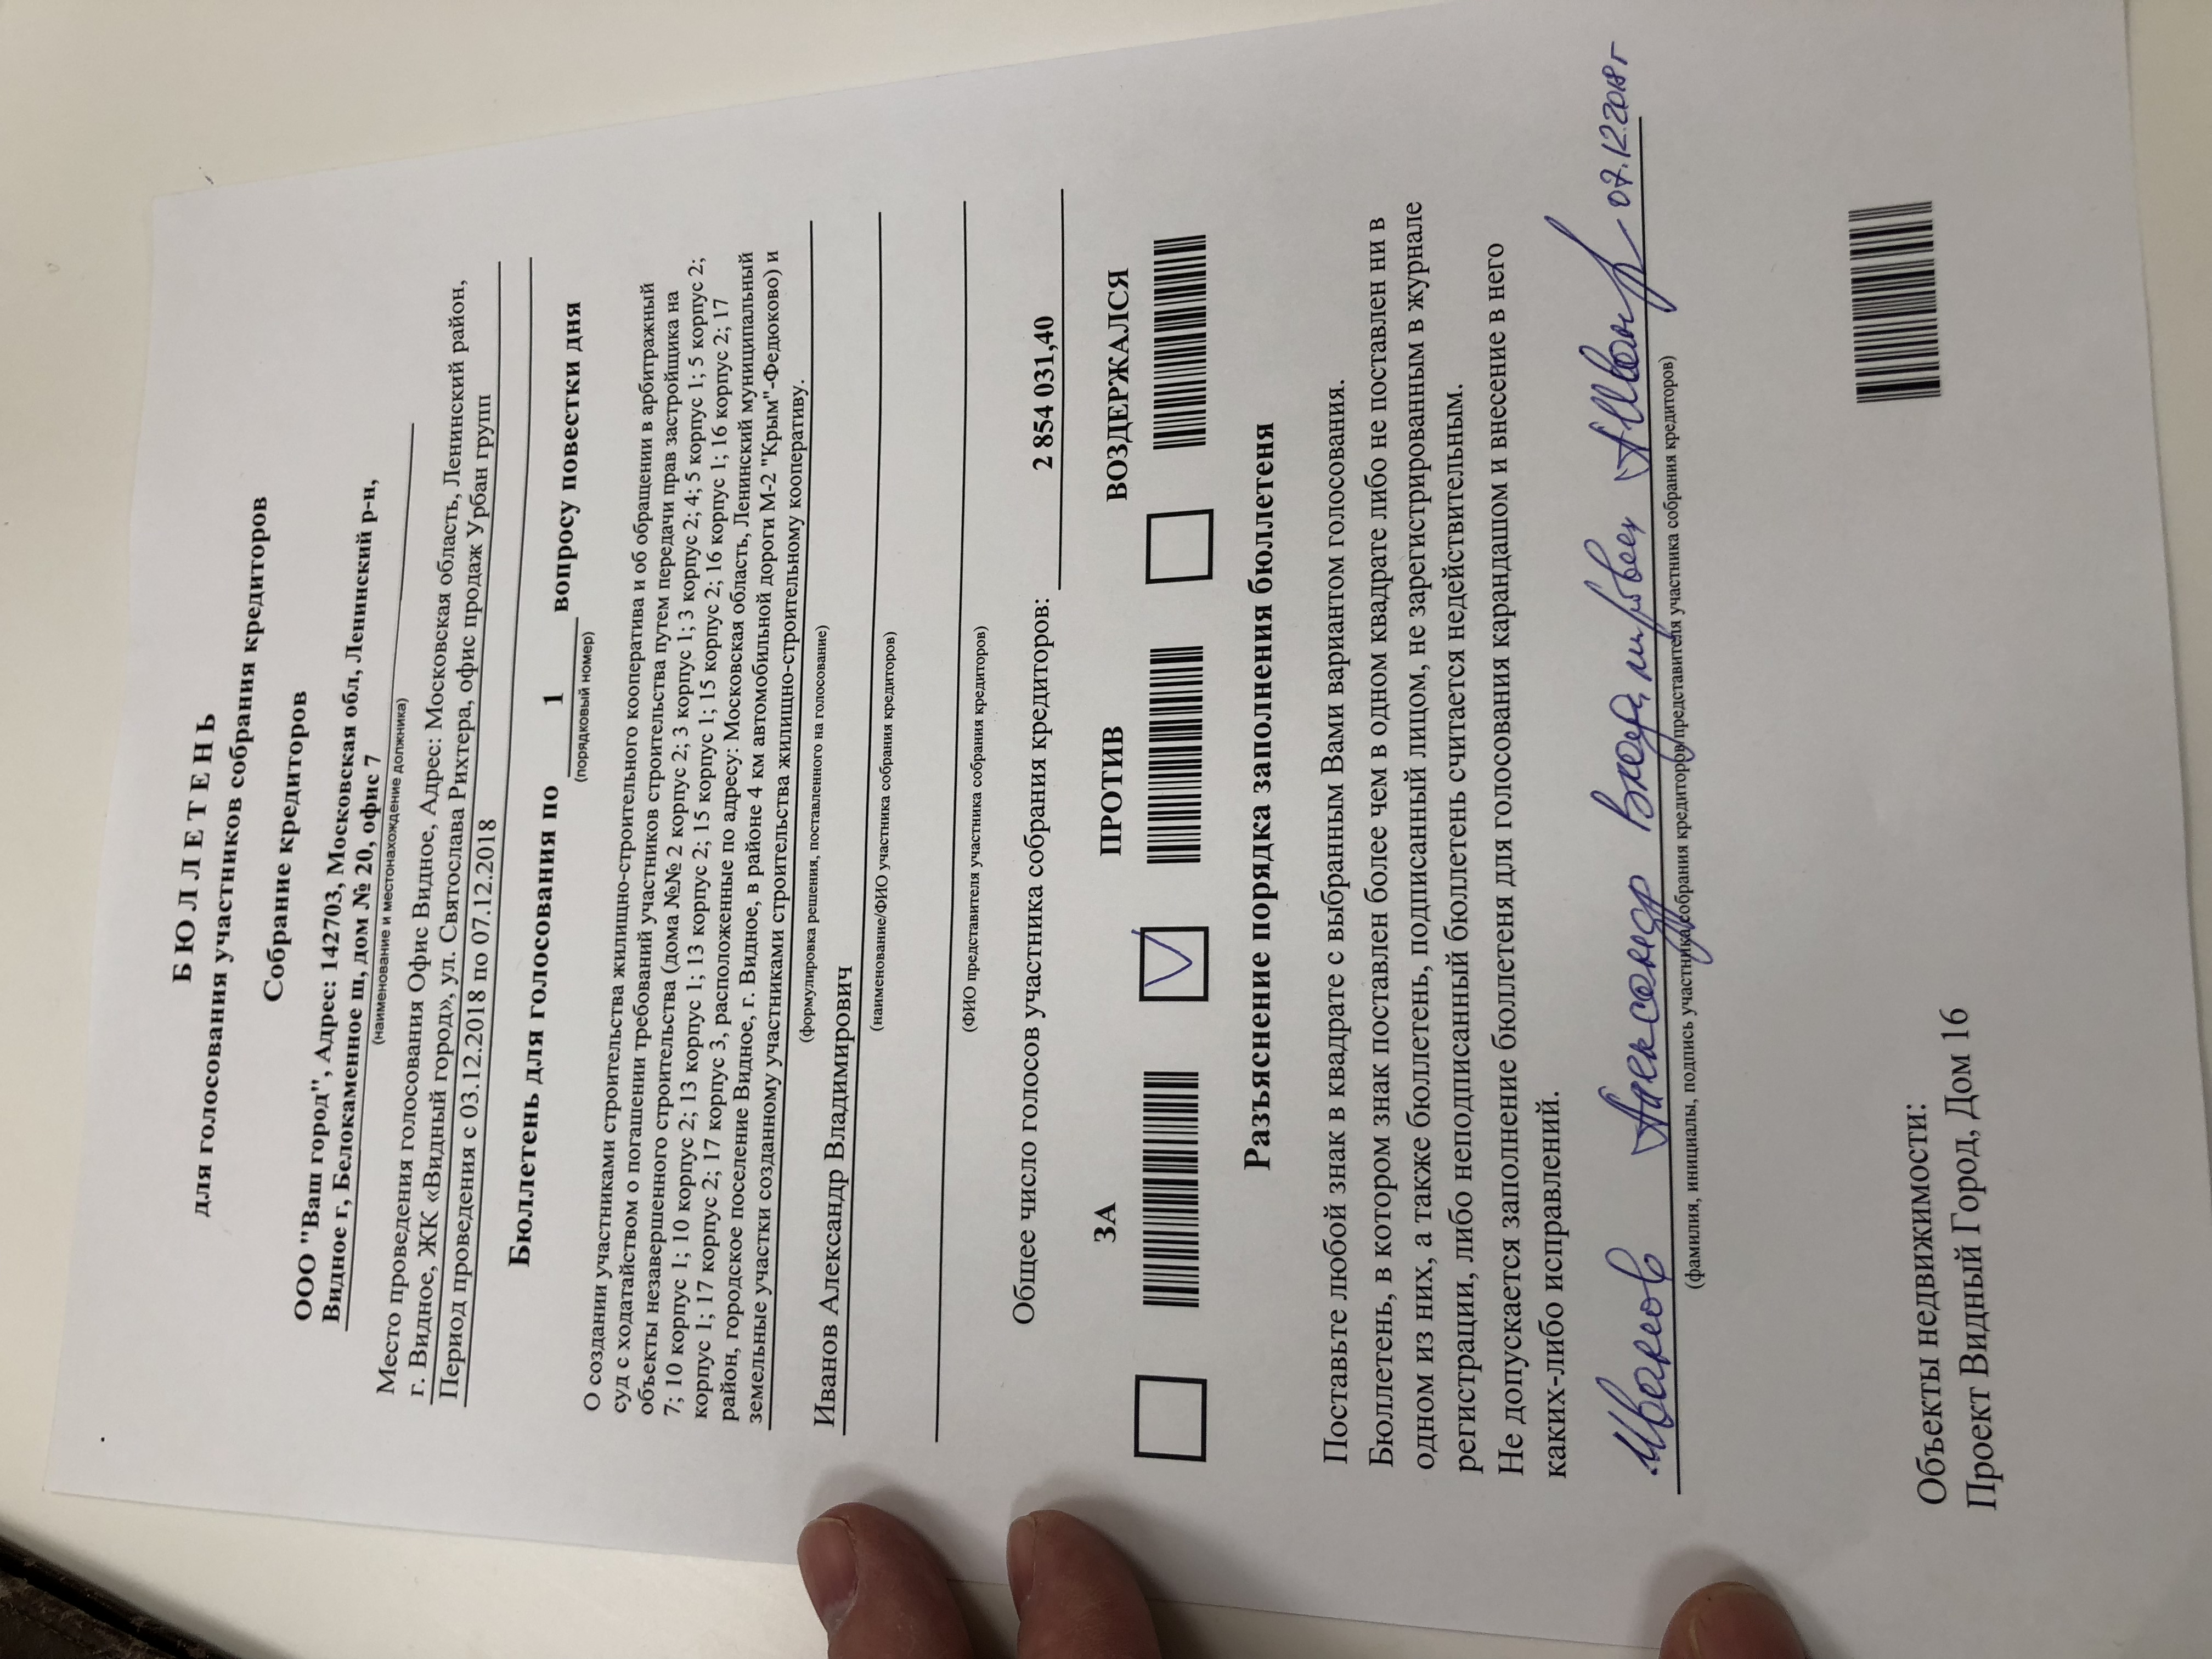 БЮЛЛЕТЕНЬ
для голосования участников собрания кредиторов
Собрание кредиторов
ООО "Ваш город", Адрес: 142703, Московская обл, Ленинский р-н,
Видное г, Белокаменное ш, дом № 20, офис 7
(наименование и местонахождение должника)
Место проведения голосования Офис Видное, Адрес: Московская область, Ленинский район,
г. Видное, ЖК «Видный город», ул. Святослава Рихтера, офис продаж Урбан групп
Период проведения с 03.12.2018 по 07.12.2018
Бюллетень для голосования по 1 вопросу повестки дня
(порядковый номер)
О создании участниками строительства жилищно-строительного кооператива и об обращении в арбитражный
суд с ходатайством о погашении требований участников строительства путем передачи прав застройщика на
объекты незавершенного строительства (дома №№ 2 корпус 2; 3 корпус 1; 3 корпус 2; 4; 5 корпус 1; 5 корпус 2;
7; 10 корпус 1; 10 корпус 2; 13 корпус 1; 13 корпус 2; 15 корпус 1; 15 корпус 2; 16 корпус 1; 16 корпус 2; 17
корпус 1; 17 корпус 2; 17 корпус 3, расположенные по адресу: Московская область, Ленинский муниципальный
район, городское поселение Видное, г. Видное, в районе 4 км автомобильной дороги М-2 "Крым"-Федюково) и
земельные участки созданному участниками строительства жилищно-строительному кооперативу.
(формулировка решения, поставленного на голосование)
Иванов Александр Владимирович
(наименование/ФИО участника собрания кредиторов)
(ФИО представителя участника собрания кредиторов)
Общее число голосов участника собрания кредиторов: 2 854 031,40
ЗА ПРОТИВ ВОЗДЕРЖАЛСЯ
Разъяснение порядка заполнения бюллетеня
Поставьте любой знак в квадрате с выбранным Вами вариантом голосования.
Бюллетень, в котором знак поставлен более чем в одном квадрате либо не поставлен ни в
одном из них, а также бюллетень, подписанный лицом, не зарегистрированным в журнале
регистрации, либо неподписанный бюллетень считается недействительным.
Не допускается заполнение бюллетеня для голосования карандашом и внесение в него
каких-либо исправлений.
Иванов Александр Владимирович 07.12.2018г
(фамилия, инициалы, подпись участника собрания кредиторов/представителя участника собрания кредиторов)
Объекты недвижимости:
Проект Видный Город, Дом 16